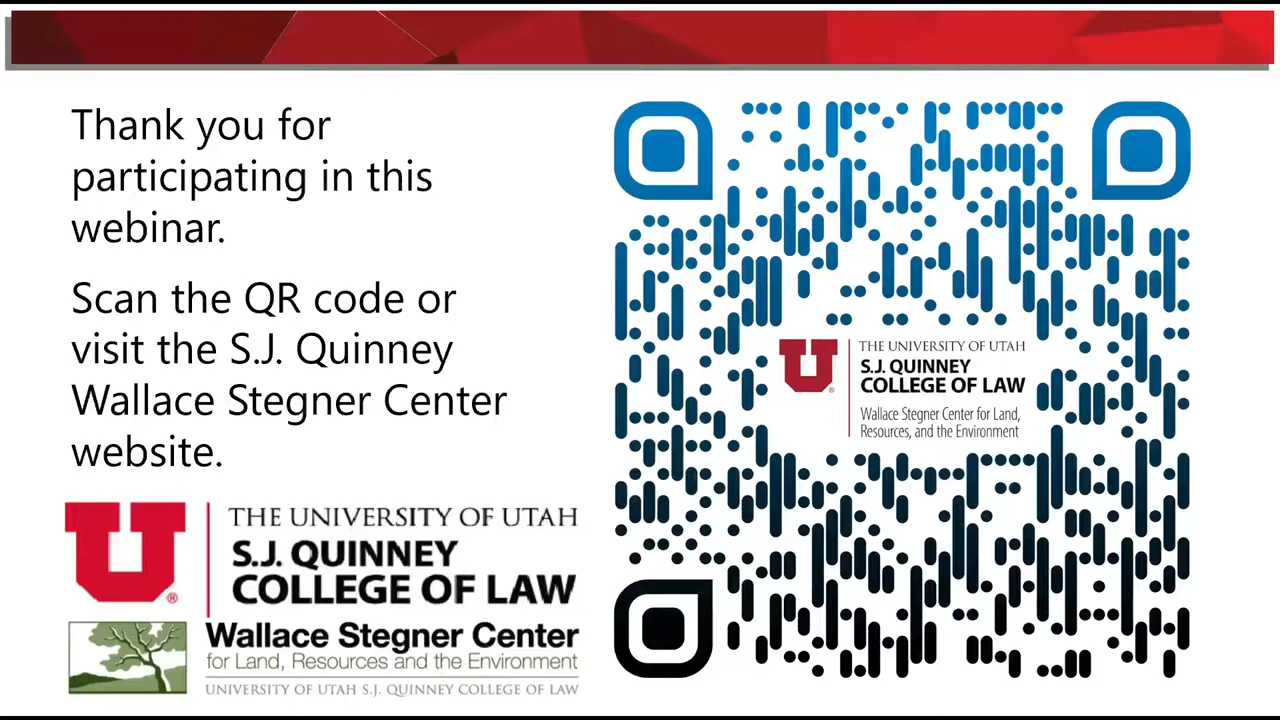 Thank you for
participating in this
webinar.
Scan the QR code or
visit the S.J. Quinney
Wallace Stegner Center
website.
THE UNIVERSITY OF UTAH
S.J. QUINNEY
COLLEGE OF LAW
®
Wallace Stegner Center
for Land, Resources and the Environment
UNIVERSITY OF UTAH S.J. QUINNEY COLLEGE OF LAW
THE UNIVERSITY OF UTAH
S.J. QUINNEY
COLLEGE OF LAW
®
Wallace Stegner Center for Land,
Resources, and the Environment